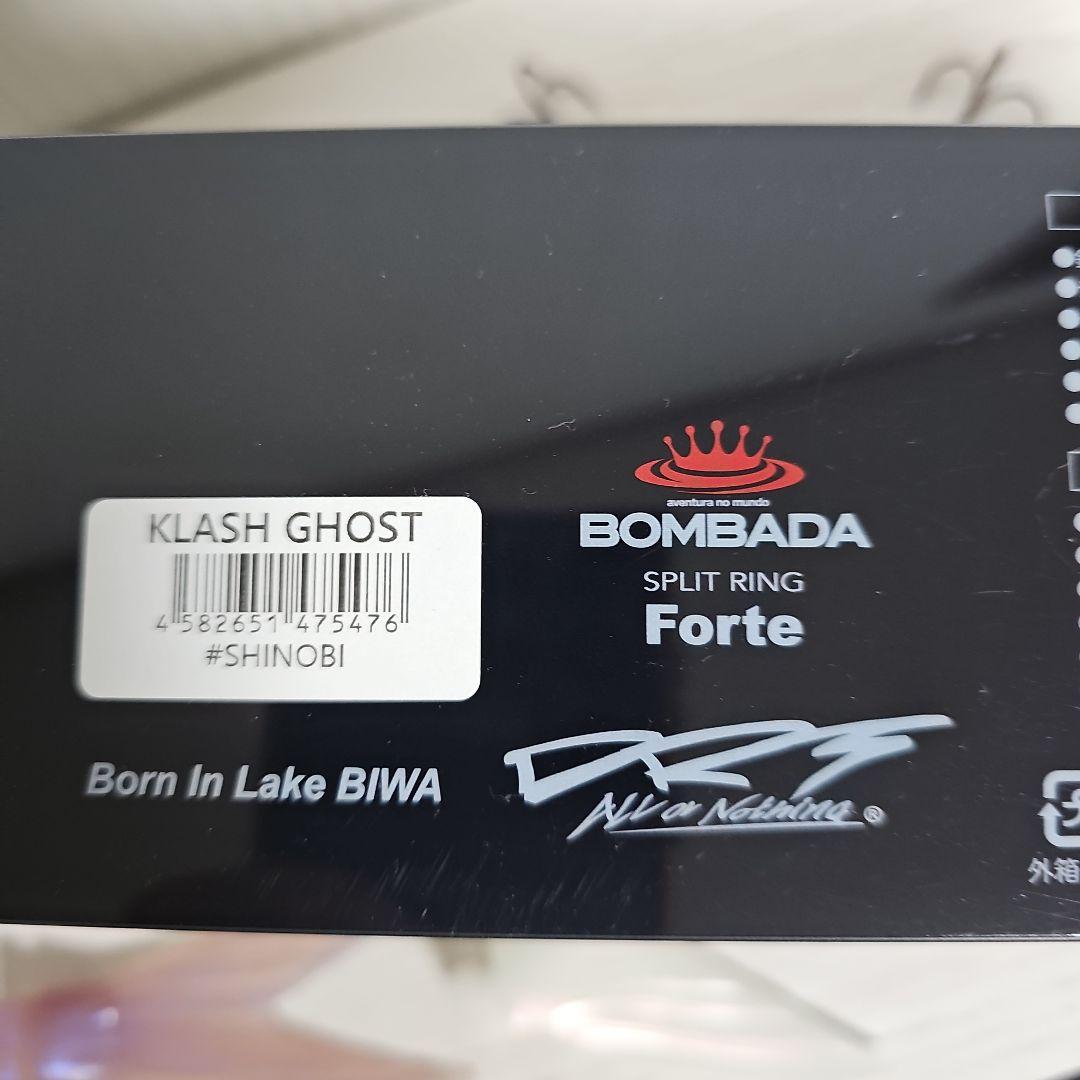 aventura no mundo
BOMBADA
SPLIT RING
Forte
KLASH GHOST
4 582651 475476
#SHINOBI
Born In Lake BIWA
DRT
All or Nothing ®
外箱